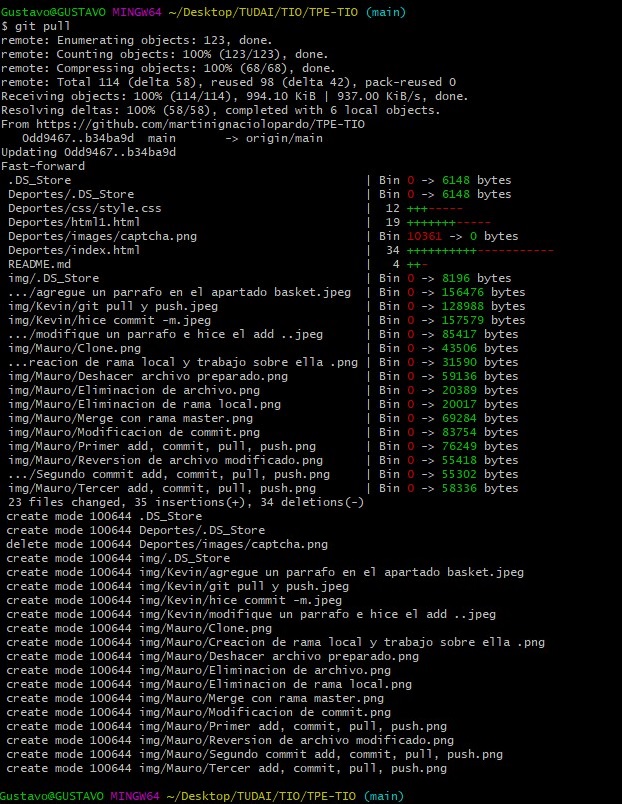 Gustavo@GUSTAVO MINGW64 ~/Desktop/TUDAI/TIO/TPE-TIO (main)
$ git pull
remote: Enumerating objects: 123, done.
remote: Counting objects: 100% (123/123), done.
remote: Compressing objects: 100% (68/68), done.
remote: Total 114 (delta 58), reused 98 (delta 42), pack-reused 0
Receiving objects: 100% (114/114), 994.10 KiB | 937.00 KiB/s, done.
Resolving deltas: 100% (58/58), completed with 6 local objects.
From https://github.com/martinignaciolopardo/TPE-TIO
   0dd9467..b34ba9d  main       -> origin/main
Updating 0dd9467..b34ba9d
Fast-forward
 .DS_Store                                          | Bin 0 -> 6148 bytes
 Deportes/.DS_Store                                 | Bin 0 -> 6148 bytes
 Deportes/css/style.css                             |  12 +++-----
 Deportes/html1.html                                |  19 +++++++-----
 Deportes/images/captcha.png                        | Bin 10361 -> 0 bytes
 Deportes/index.html                                |  34 ++++++++++-----------
 README.md                                          |   4 ++-
 img/.DS_Store                                      | Bin 0 -> 8196 bytes
 .../agregue un parrafo en el apartado basket.jpeg  | Bin 0 -> 156476 bytes
 img/Kevin/git pull y push.jpeg                     | Bin 0 -> 128988 bytes
 img/Kevin/hice commit -m.jpeg                      | Bin 0 -> 157579 bytes
 .../modifique un parrafo e hice el add ..jpeg      | Bin 0 -> 85417 bytes
 img/Mauro/Clone.png                                | Bin 0 -> 43506 bytes
 ...reacion de rama local y trabajo sobre ella .png | Bin 0 -> 31590 bytes
 img/Mauro/Deshacer archivo preparado.png           | Bin 0 -> 59136 bytes
 img/Mauro/Eliminacion de archivo.png               | Bin 0 -> 20389 bytes
 img/Mauro/Eliminacion de rama local.png            | Bin 0 -> 20017 bytes
 img/Mauro/Merge con rama master.png                | Bin 0 -> 69284 bytes
 img/Mauro/Modificacion de commit.png               | Bin 0 -> 83754 bytes
 img/Mauro/Primer add, commit, pull, push.png       | Bin 0 -> 76249 bytes
 img/Mauro/Reversion de archivo modificado.png      | Bin 0 -> 55418 bytes
 .../Segundo commit add, commit, pull, push.png     | Bin 0 -> 55302 bytes
 img/Mauro/Tercer add, commit, pull, push.png       | Bin 0 -> 58336 bytes
 23 files changed, 35 insertions(+), 34 deletions(-)
 create mode 100644 .DS_Store
 create mode 100644 Deportes/.DS_Store
 delete mode 100644 Deportes/images/captcha.png
 create mode 100644 img/.DS_Store
 create mode 100644 img/Kevin/agregue un parrafo en el apartado basket.jpeg
 create mode 100644 img/Kevin/git pull y push.jpeg
 create mode 100644 img/Kevin/hice commit -m.jpeg
 create mode 100644 img/Kevin/modifique un parrafo e hice el add ..jpeg
 create mode 100644 img/Mauro/Clone.png
 create mode 100644 img/Mauro/Creacion de rama local y trabajo sobre ella .png
 create mode 100644 img/Mauro/Deshacer archivo preparado.png
 create mode 100644 img/Mauro/Eliminacion de archivo.png
 create mode 100644 img/Mauro/Eliminacion de rama local.png
 create mode 100644 img/Mauro/Merge con rama master.png
 create mode 100644 img/Mauro/Modificacion de commit.png
 create mode 100644 img/Mauro/Primer add, commit, pull, push.png
 create mode 100644 img/Mauro/Reversion de archivo modificado.png
 create mode 100644 img/Mauro/Segundo commit add, commit, pull, push.png
 create mode 100644 img/Mauro/Tercer add, commit, pull, push.png
Gustavo@GUSTAVO MINGW64 ~/Desktop/TUDAI/TIO/TPE-TIO (main)